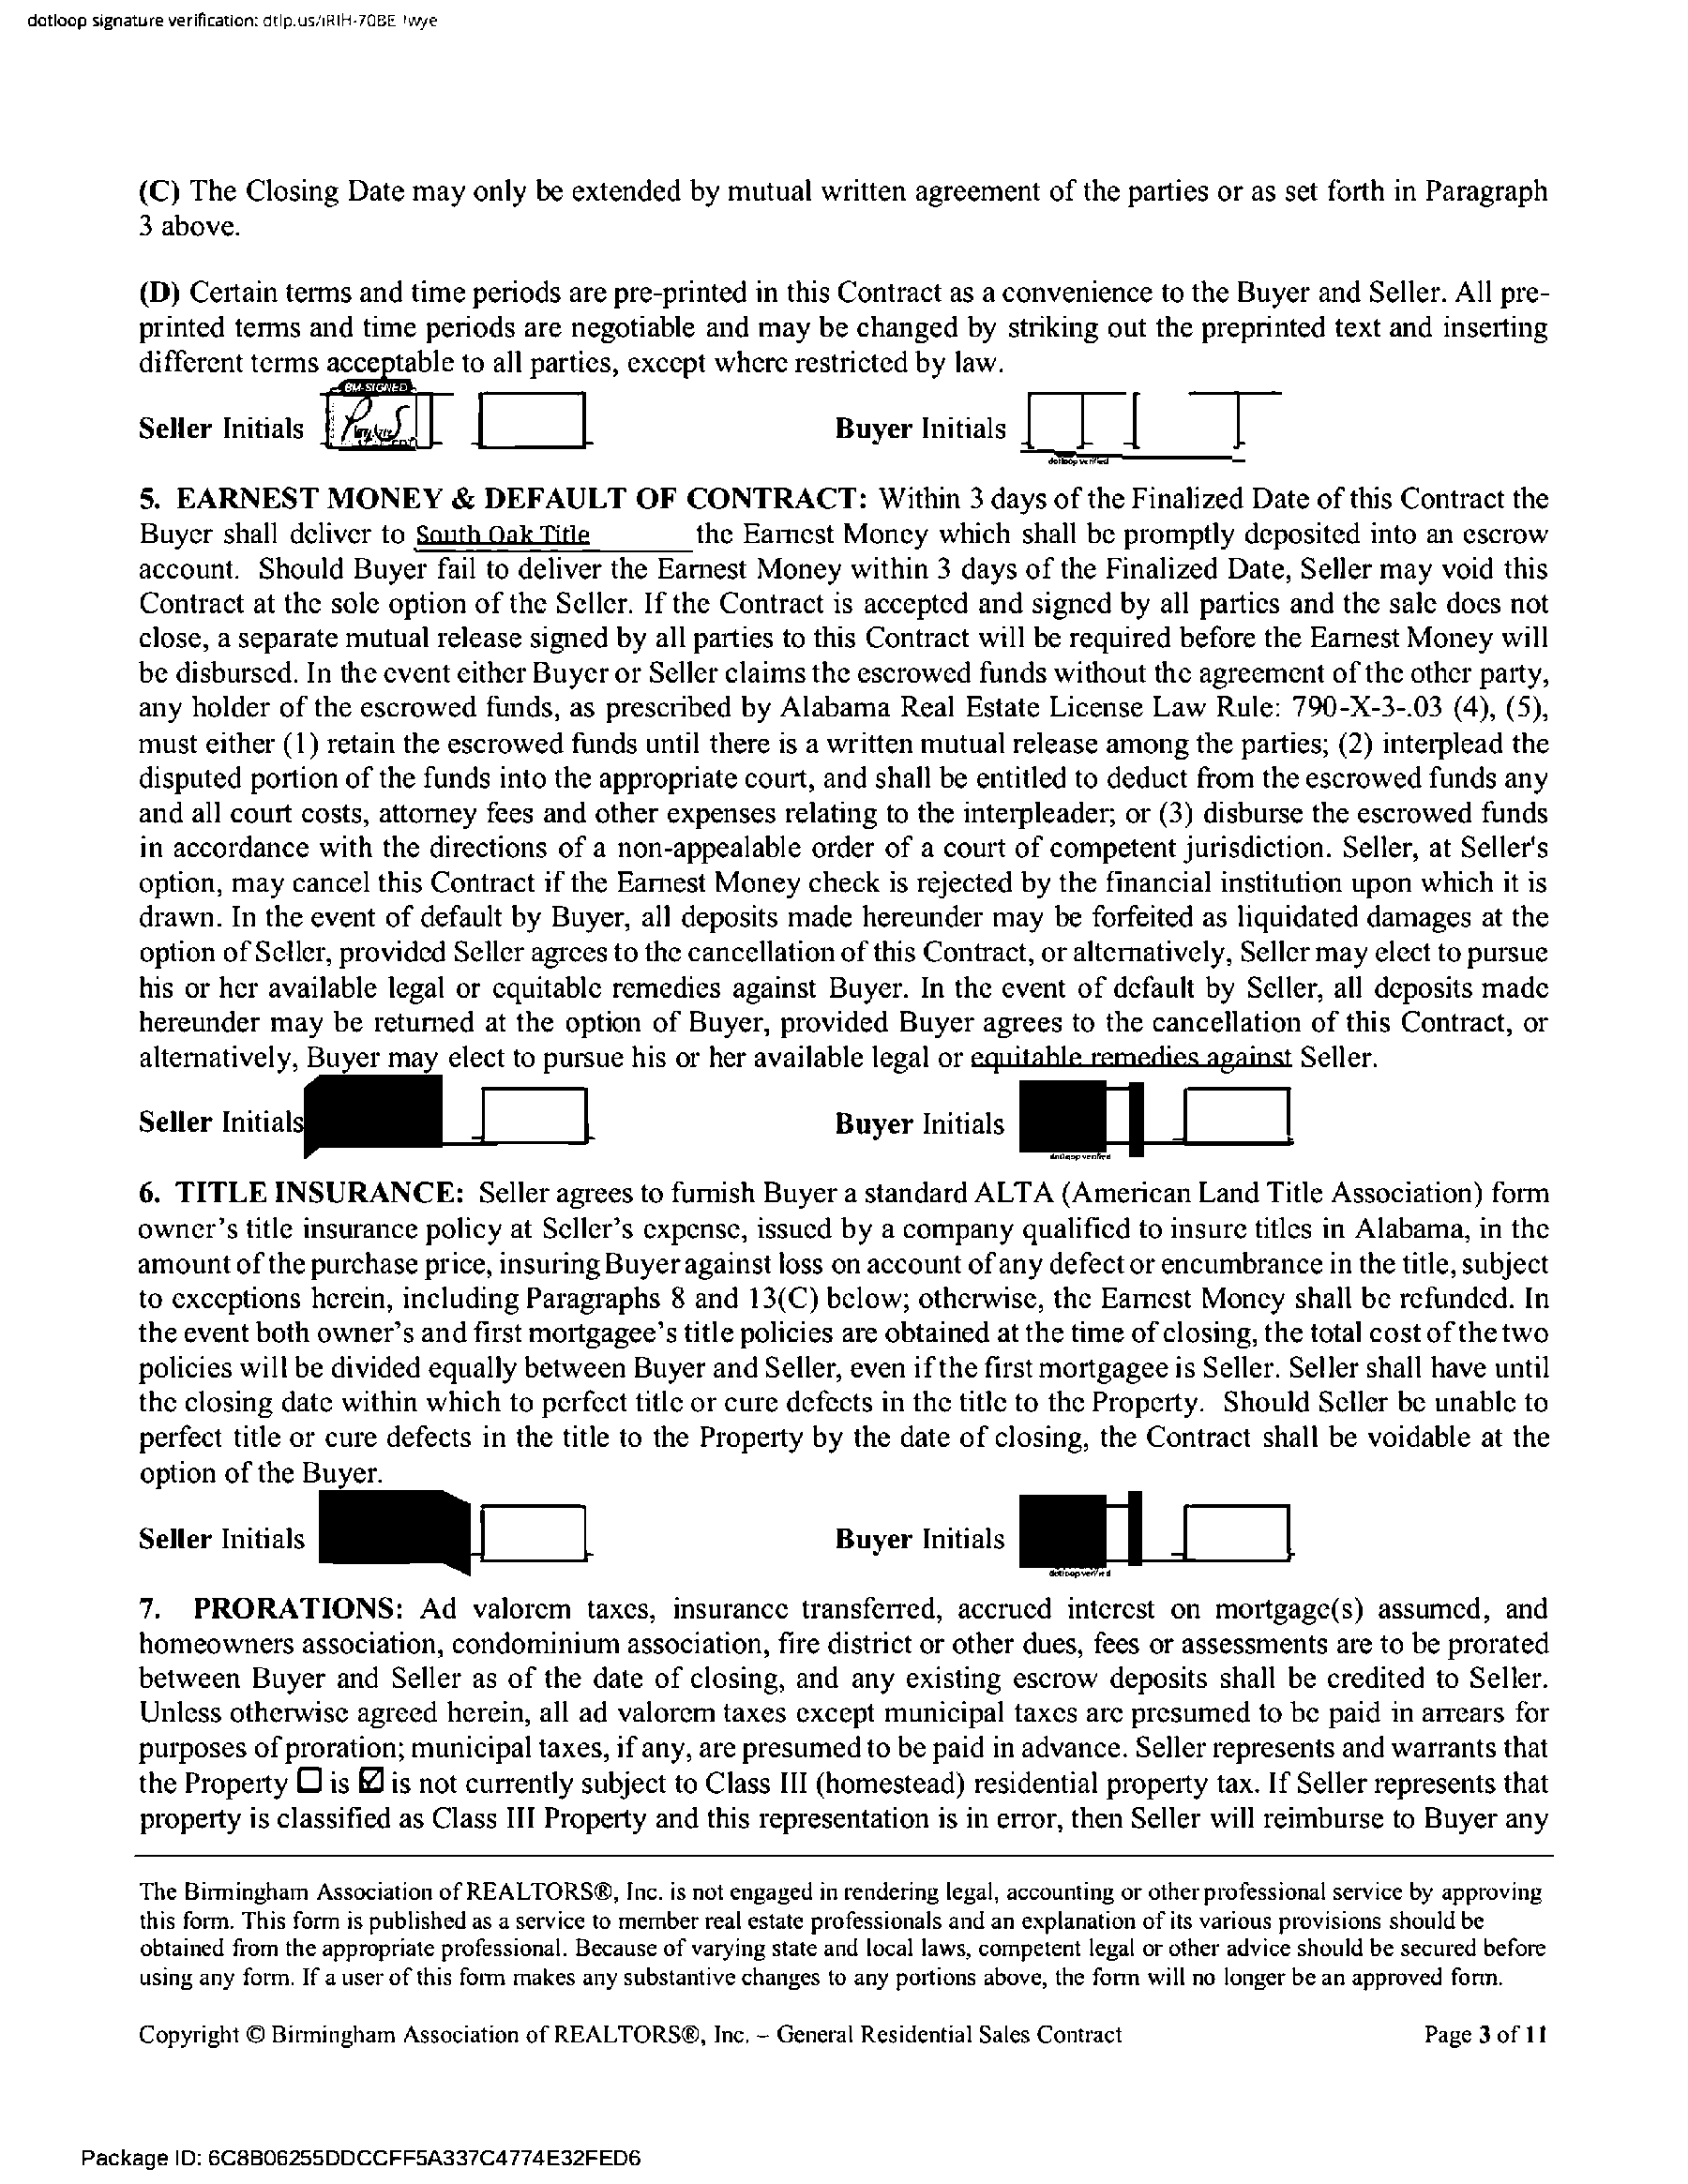 dotloop signature verification: dtlp.us/iRIH-70BE-lwye
(C) The Closing Date may only be extended by mutual written agreement of the parties or as set forth in Paragraph
3 above.
(D) Certain terms and time periods are pre-printed in this Contract as a convenience to the Buyer and Seller. All pre-
printed terms and time periods are negotiable and may be changed by striking out the preprinted text and inserting
different terms acceptable to all parties, except where restricted by law.
BM-SIGNED
Seller Initials Buyer Initials
dotloop verified
5. EARNEST MONEY & DEFAULT OF CONTRACT: Within 3 days of the Finalized Date of this Contract the
Buyer shall deliver to South Oak Title the Earnest Money which shall be promptly deposited into an escrow
account. Should Buyer fail to deliver the Earnest Money within 3 days of the Finalized Date, Seller may void this
Contract at the sole option of the Seller. If the Contract is accepted and signed by all parties and the sale does not
close, a separate mutual release signed by all parties to this Contract will be required before the Earnest Money will
be disbursed. In the event either Buyer or Seller claims the escrowed funds without the agreement of the other party,
any holder of the escrowed funds, as prescribed by Alabama Real Estate License Law Rule: 790-X-3-.03 (4), (5),
must either (1) retain the escrowed funds until there is a written mutual release among the parties; (2) interplead the
disputed portion of the funds into the appropriate court, and shall be entitled to deduct from the escrowed funds any
and all court costs, attorney fees and other expenses relating to the interpleader; or (3) disburse the escrowed funds
in accordance with the directions of a non-appealable order of a court of competent jurisdiction. Seller, at Seller's
option, may cancel this Contract if the Earnest Money check is rejected by the financial institution upon which it is
drawn. In the event of default by Buyer, all deposits made hereunder may be forfeited as liquidated damages at the
option of Seller, provided Seller agrees to the cancellation of this Contract, or alternatively, Seller may elect to pursue
his or her available legal or equitable remedies against Buyer. In the event of default by Seller, all deposits made
hereunder may be returned at the option of Buyer, provided Buyer agrees to the cancellation of this Contract, or
alternatively, Buyer may elect to pursue his or her available legal or equitable remedies against Seller.
Seller Initials Buyer Initials
dotloop verified
6. TITLE INSURANCE: Seller agrees to furnish Buyer a standard ALTA (American Land Title Association) form
owner’s title insurance policy at Seller’s expense, issued by a company qualified to insure titles in Alabama, in the
amount of the purchase price, insuring Buyer against loss on account of any defect or encumbrance in the title, subject
to exceptions herein, including Paragraphs 8 and 13(C) below; otherwise, the Earnest Money shall be refunded. In
the event both owner’s and first mortgagee’s title policies are obtained at the time of closing, the total cost of the two
policies will be divided equally between Buyer and Seller, even if the first mortgagee is Seller. Seller shall have until
the closing date within which to perfect title or cure defects in the title to the Property. Should Seller be unable to
perfect title or cure defects in the title to the Property by the date of closing, the Contract shall be voidable at the
option of the Buyer.
Seller Initials Buyer Initials
dotloop verified
7. PRORATIONS: Ad valorem taxes, insurance transferred, accrued interest on mortgage(s) assumed, and
homeowners association, condominium association, fire district or other dues, fees or assessments are to be prorated
between Buyer and Seller as of the date of closing, and any existing escrow deposits shall be credited to Seller.
Unless otherwise agreed herein, all ad valorem taxes except municipal taxes are presumed to be paid in arrears for
purposes of proration; municipal taxes, if any, are presumed to be paid in advance. Seller represents and warrants that
the Property ☐ is ☑ is not currently subject to Class III (homestead) residential property tax. If Seller represents that
property is classified as Class III Property and this representation is in error, then Seller will reimburse to Buyer any
The Birmingham Association of REALTORS®, Inc. is not engaged in rendering legal, accounting or other professional service by approving
this form. This form is published as a service to member real estate professionals and an explanation of its various provisions should be
obtained from the appropriate professional. Because of varying state and local laws, competent legal or other advice should be secured before
using any form. If a user of this form makes any substantive changes to any portions above, the form will no longer be an approved form.
Copyright © Birmingham Association of REALTORS®, Inc. – General Residential Sales Contract Page 3 of 11
Package ID: 6C8B06255DDCCFF5A337C4774E32FED6